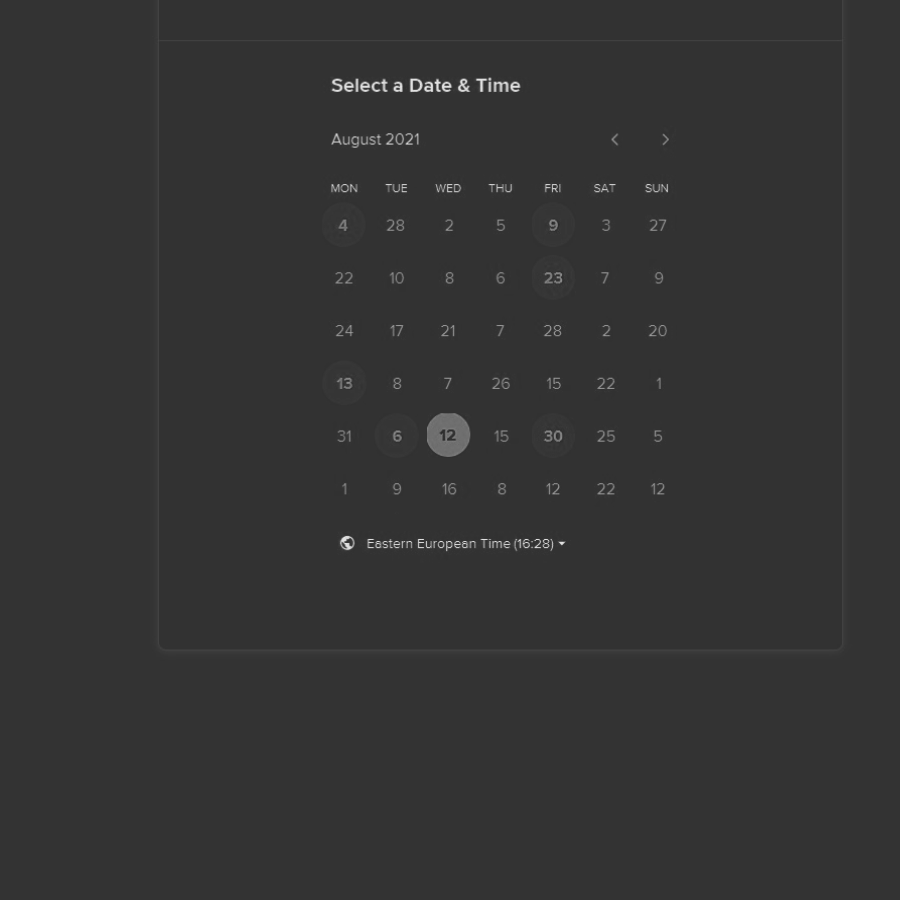 Select a Date & Time
August 2021
MON TUE WED THU FRI SAT SUN
4 28 2 5 9 3 27
22 10 8 6 23 7 9
24 17 21 7 28 2 20
13 8 7 26 15 22 1
31 6 12 15 30 25 5
1 9 16 8 12 22 12
Eastern European Time (16:28)